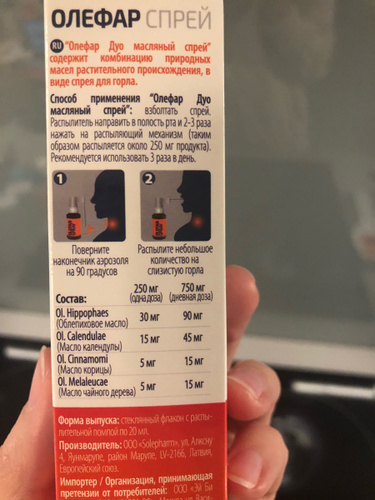 ОЛЕФАР СПРЕЙ
RU "Олефар Дуо масляный спрей"
содержит комбинацию природных
масел растительного происхождения, в
виде спрея для горла.
Способ применения "Олефар Дуо
масляный спрей": взболтать спрей.
Распылитель направить в полость рта и 2-3 раза
нажать на распыляющий механизм (таким
образом распыляется около 250 мг продукта).
Рекомендуется использовать 3 раза в день.
1 2
Поверните
наконечник аэрозоля
на 90 градусов
Распылите небольшое
количество на
слизистую горла
Состав: 250 мг (одна доза) 750 мг (дневная доза)
Ol. Hippophaes
(Облепиховое масло) 30 мг 90 мг
Ol. Calendulae
(Масло календулы) 15 мг 45 мг
Ol. Cinnamomi
(Масло корицы) 5 мг 15 мг
Ol. Melaleucae
(Масло чайного дерева) 5 мг 15 мг
Форма выпуска: стеклянный флакон с распы-
лительной помпой по 20 мл.
Производитель: ООО «Solepharm», ул. Алисну
4, Яунмарупе, район Марупе, LV-2166, Латвия,
Европейский союз.
Импортер / Организация, принимающая
претензии от потребителей: ООО «Эй Би